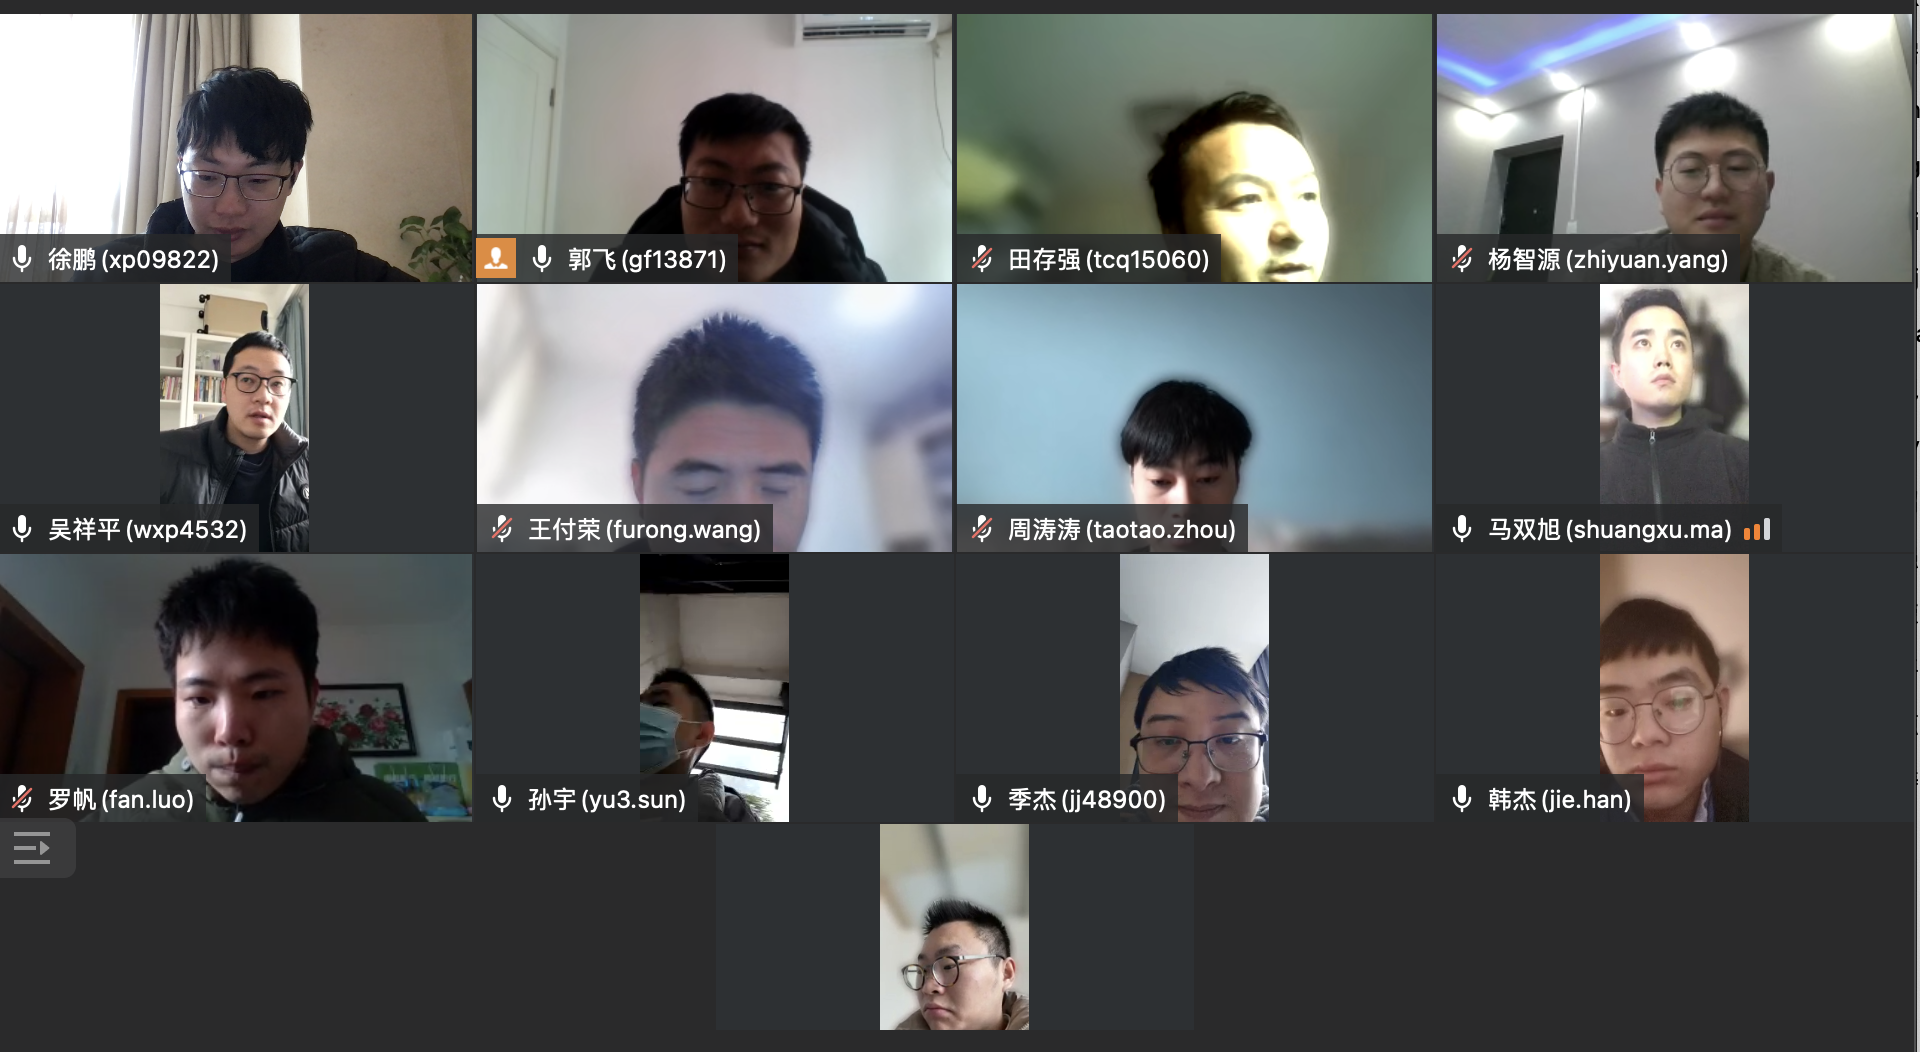 徐鹏 (xp09822)
郭飞 (gf13871)
田存强 (tcq15060)
杨智源 (zhiyuan.yang)
吴祥平 (wxp4532)
王付荣 (furong.wang)
周涛涛 (taotao.zhou)
马双旭 (shuangxu.ma)
罗帆 (fan.luo)
孙宇 (yu3.sun)
季杰 (jj48900)
韩杰 (jie.han)